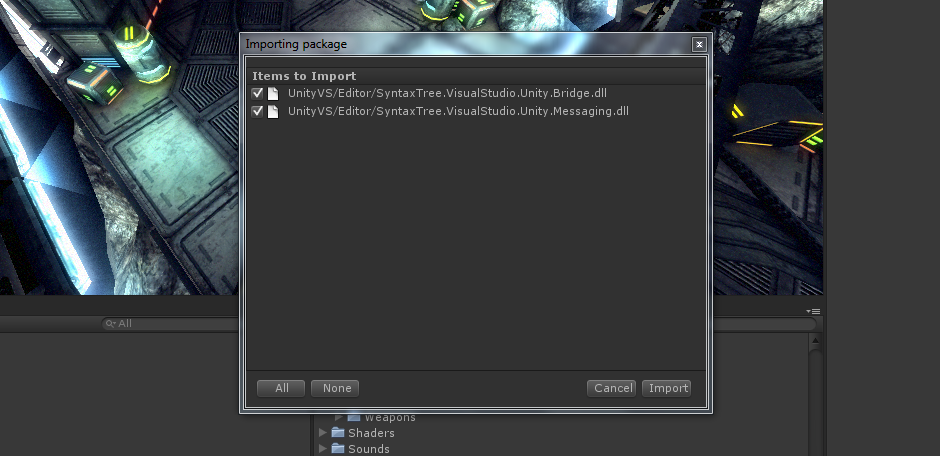 Importing package
Items to Import
UnityVS/Editor/SyntaxTree.VisualStudio.Unity.Bridge.dll
UnityVS/Editor/SyntaxTree.VisualStudio.Unity.Messaging.dll
All
All None Cancel Import
Weapons
Shaders
Sounds